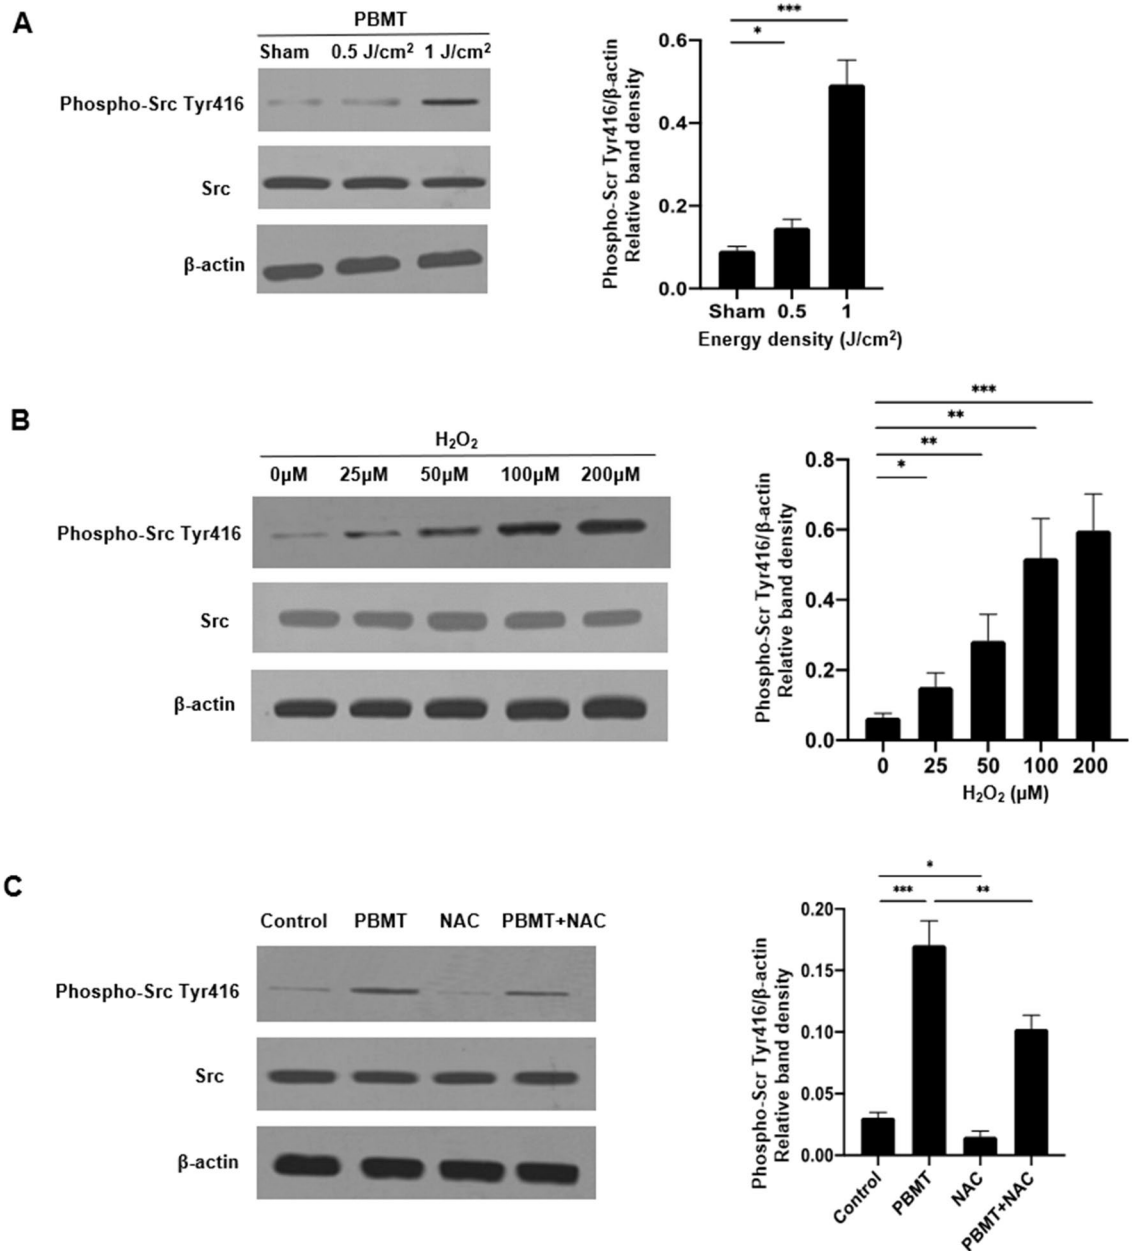 A
PBMT
Sham 0.5 J/cm² 1 J/cm²
Phospho-Src Tyr416
Src
β-actin
***
*
Phospho-Scr Tyr416/β-actin
Relative band density
0.6
0.4
0.2
0.0
Sham 0.5 1
Energy density (J/cm²)
B
H₂O₂
0μM 25μM 50μM 100μM 200μM
Phospho-Src Tyr416
Src
β-actin
***
**
**
*
Phospho-Scr Tyr416/β-actin
Relative band density
0.8
0.6
0.4
0.2
0.0
0 25 50 100 200
H₂O₂ (μM)
C
Control PBMT NAC PBMT+NAC
Phospho-Src Tyr416
Src
β-actin
*
*** **
Phospho-Scr Tyr416/β-actin
Relative band density
0.20
0.15
0.10
0.05
0.00
Control PBMT NAC PBMT+NAC